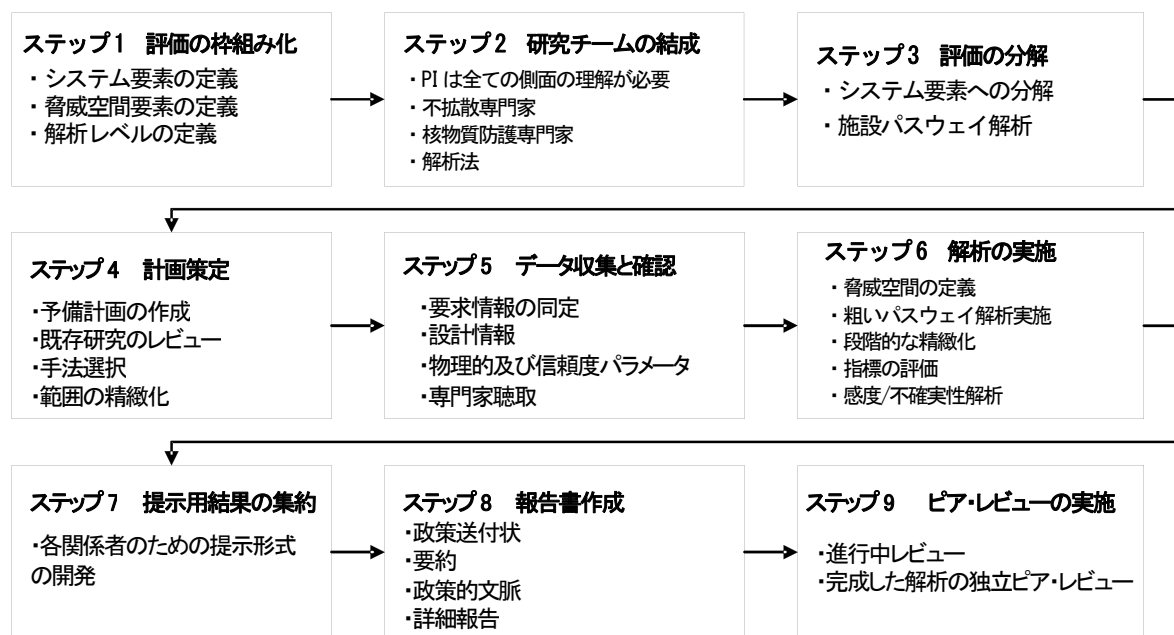 ステップ1 評価の枠組み化
・システム要素の定義
・脅威空間要素の定義
・解析レベルの定義
ステップ2 研究チームの結成
・PIは全ての側面の理解が必要
・不拡散専門家
・核物質防護専門家
・解析法
ステップ3 評価の分解
・システム要素への分解
・施設パスウェイ解析
ステップ4 計画策定
・予備計画の作成
・既存研究のレビュー
・手法選択
・範囲の精緻化
ステップ5 データ収集と確認
・要求情報の同定
・設計情報
・物理的及び信頼度パラメータ
・専門家聴取
ステップ6 解析の実施
・脅威空間の定義
・粗いパスウェイ解析実施
・段階的な精緻化
・指標の評価
・感度/不確実性解析
ステップ7 提示用結果の集約
・各関係者のための提示形式
の開発
ステップ8 報告書作成
・政策送付状
・要約
・政策的文脈
・詳細報告
ステップ9 ピア・レビューの実施
・進行中レビュー
・完成した解析の独立ピア・レビュー